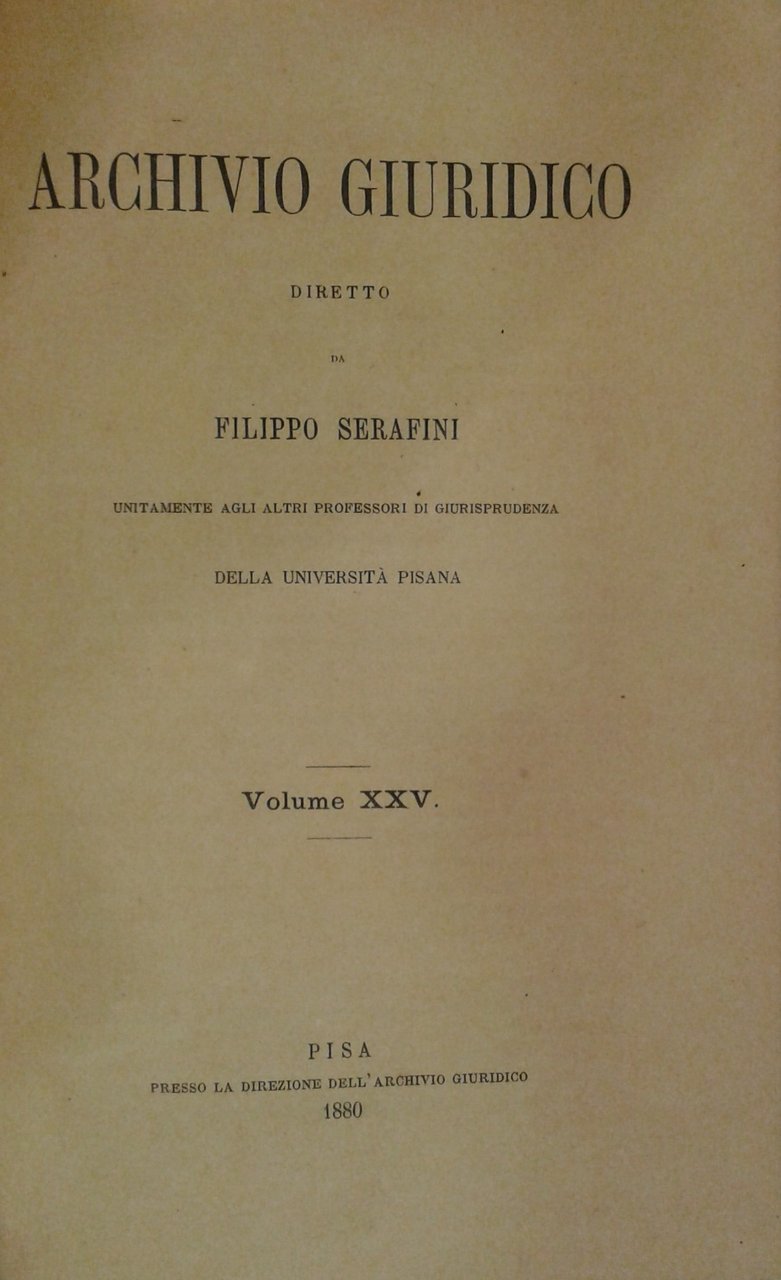 ARCHIVIO GIURIDICO
DIRETTO
DA
FILIPPO SERAFINI
UNITAMENTE AGLI ALTRI PROFESSORI DI GIURISPRUDENZA
DELLA UNIVERSITÀ PISANA
Volume XXV.
PISA
PRESSO LA DIREZIONE DELL'ARCHIVIO GIURIDICO
1880